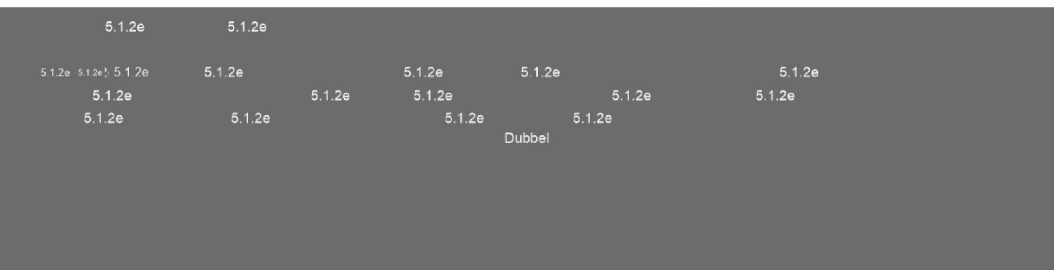 5.1.2e 5.1.2e
5.1.2e 5.1.2e 5.1.2e 5.1.2e 5.1.2e 5.1.2e 5.1.2e
5.1.2e 5.1.2e 5.1.2e 5.1.2e 5.1.2e
5.1.2e 5.1.2e 5.1.2e 5.1.2e
Dubbel